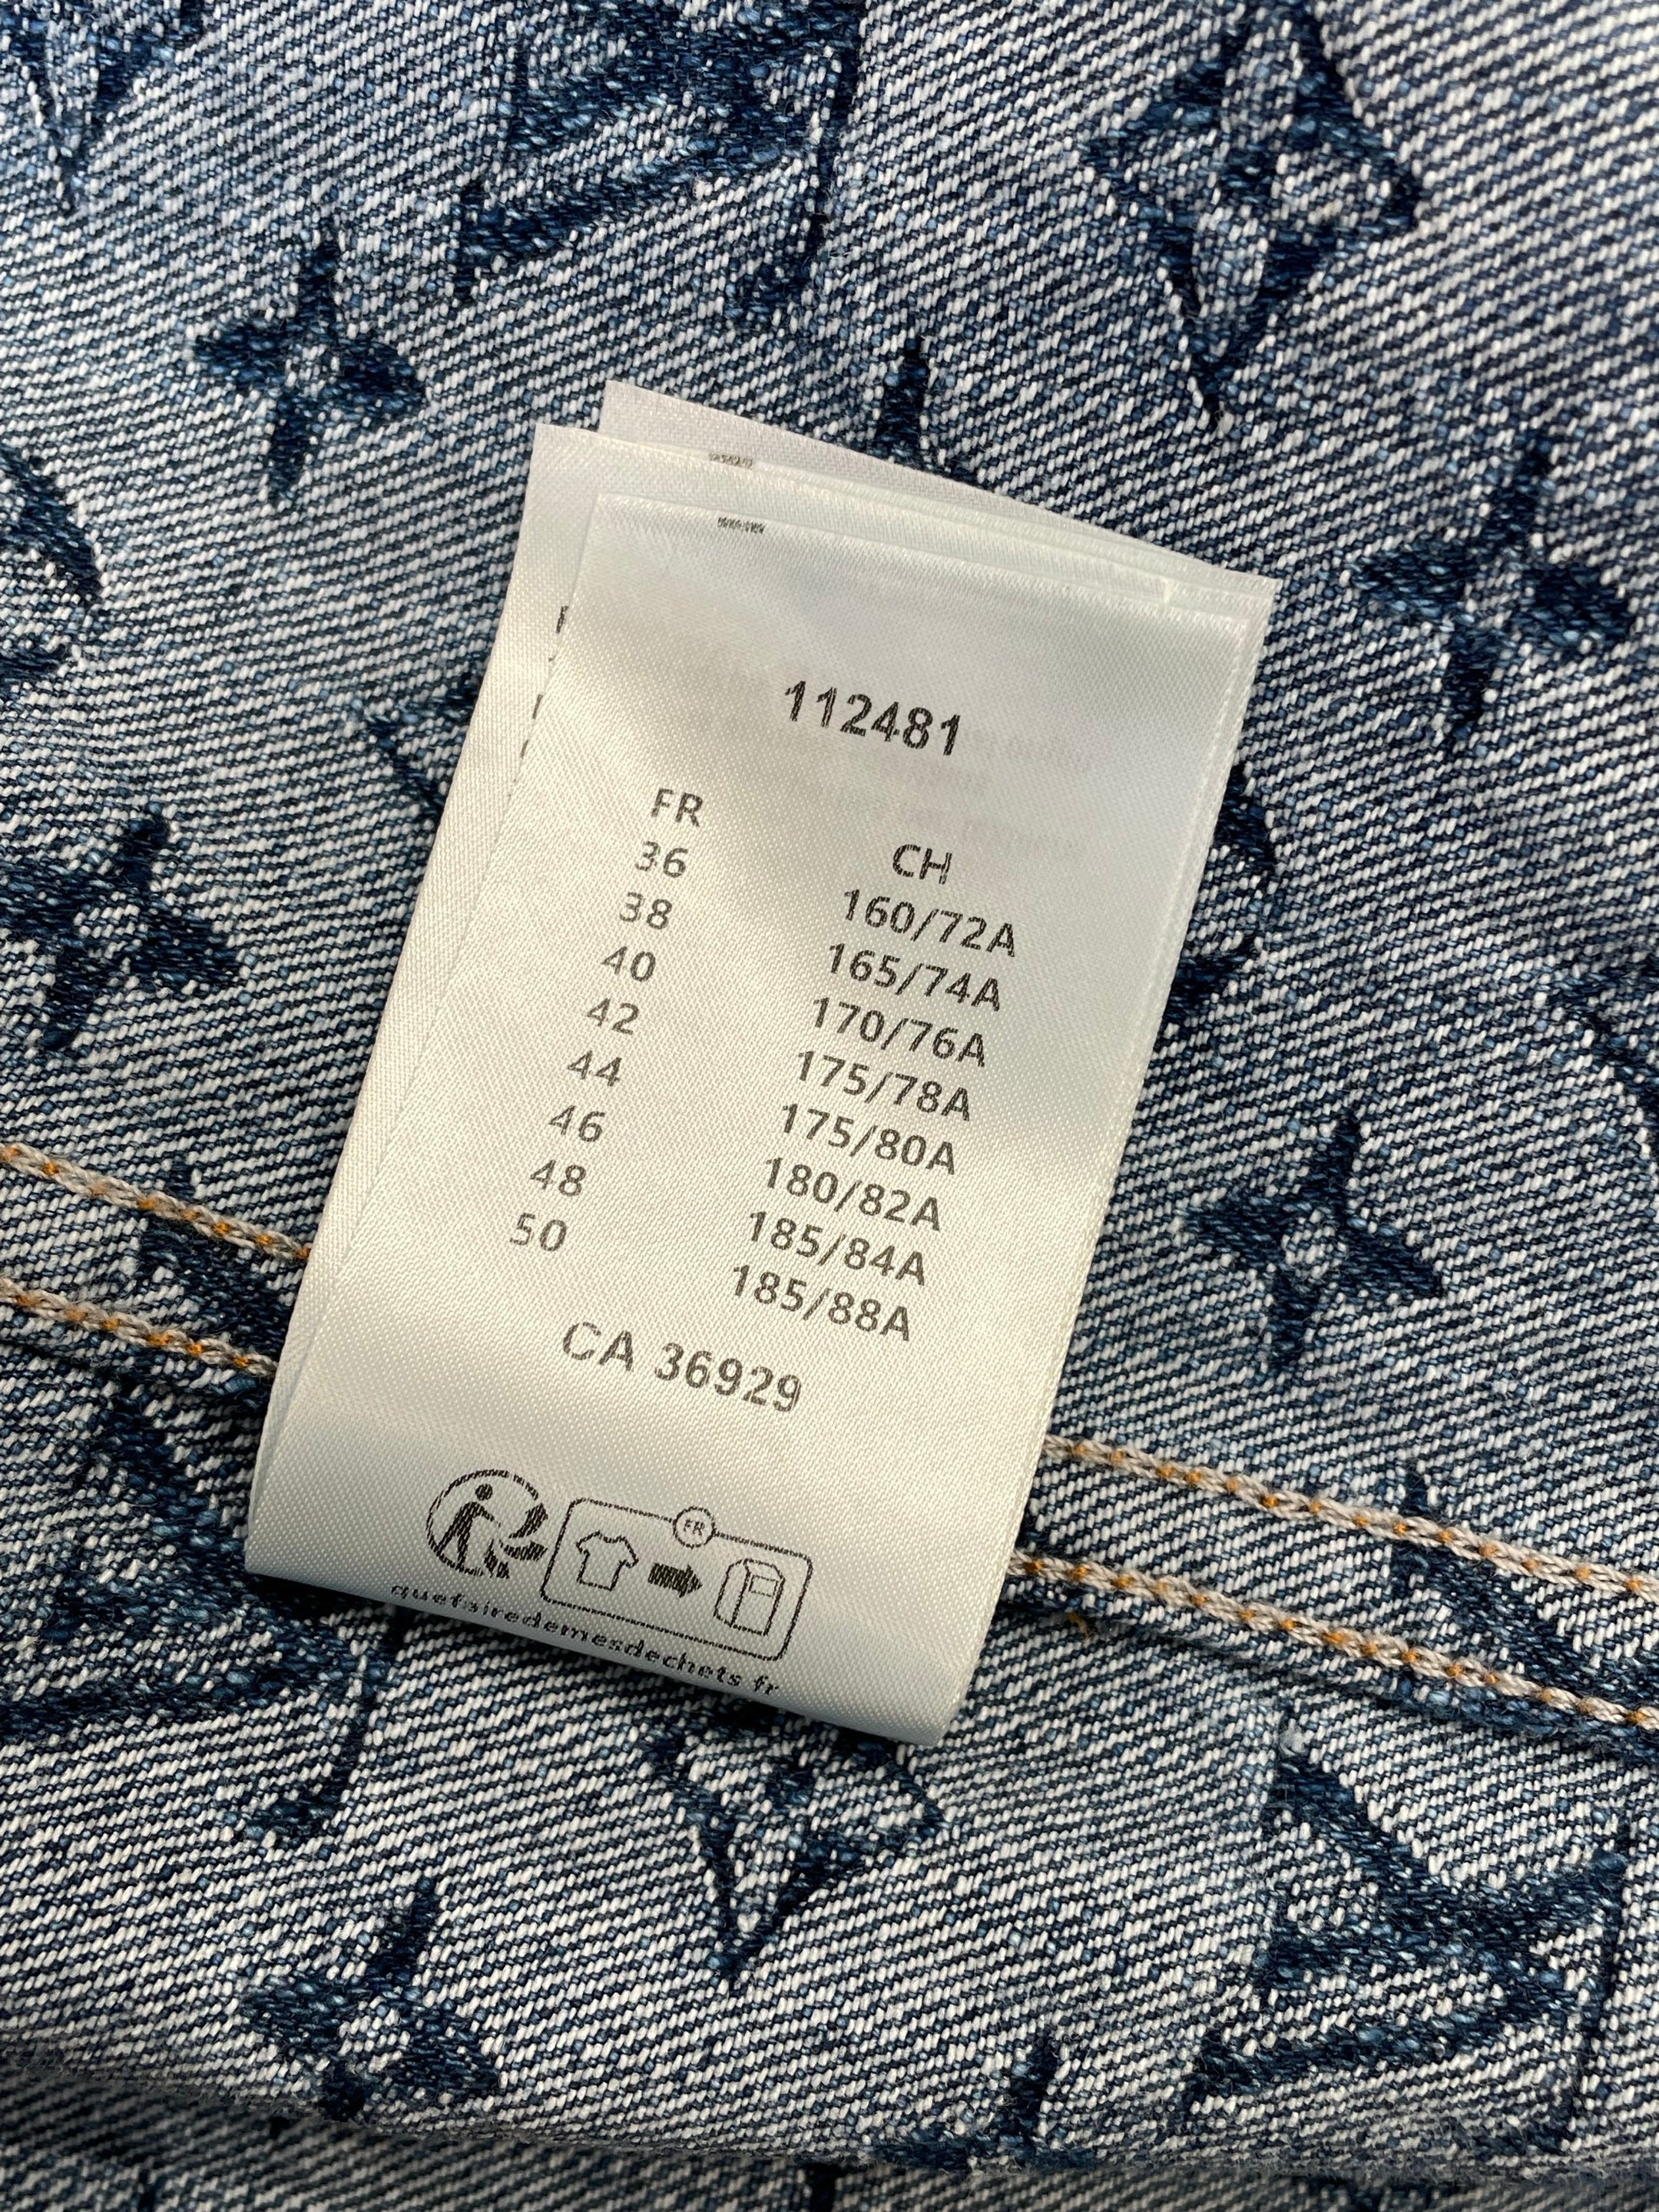 112481
FR CH
36 160/72A
38 165/74A
40 170/76A
42 175/78A
44 175/80A
46 180/82A
48 185/84A
50 185/88A
CA 36929
FR
quefairedemesdechets fr